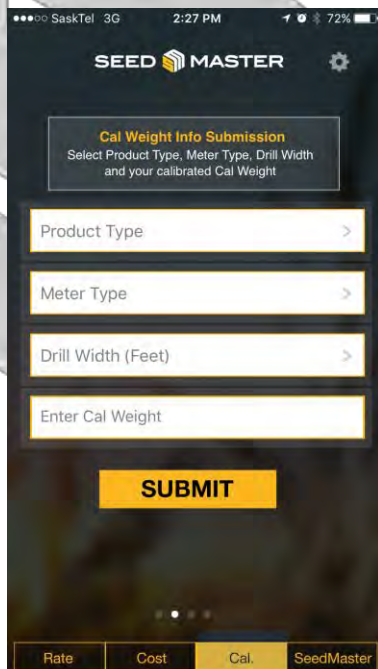 SaskTel 3G 2:27 PM 72%
SEED MASTER
Cal Weight Info Submission
Select Product Type, Meter Type, Drill Width
and your calibrated Cal Weight
Product Type >
Meter Type >
Drill Width (Feet) >
Enter Cal Weight
SUBMIT
Rate Cost Cal. SeedMaster